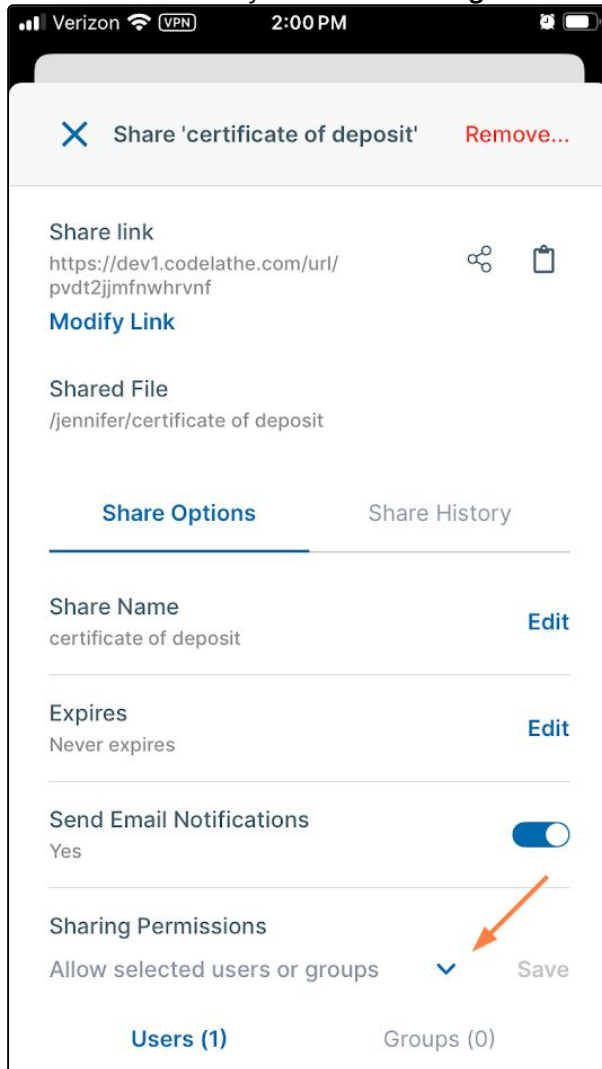 Verizon VPN 2:00 PM
Share 'certificate of deposit' Remove...
Share link
https://dev1.codelathe.com/url/
pvdt2jjmfnwhrvnf
Modify Link
Shared File
/jennifer/certificate of deposit
Share Options Share History
Share Name
certificate of deposit
Edit
Expires
Never expires
Edit
Send Email Notifications
Yes
Sharing Permissions
Allow selected users or groups Save
Users (1) Groups (0)